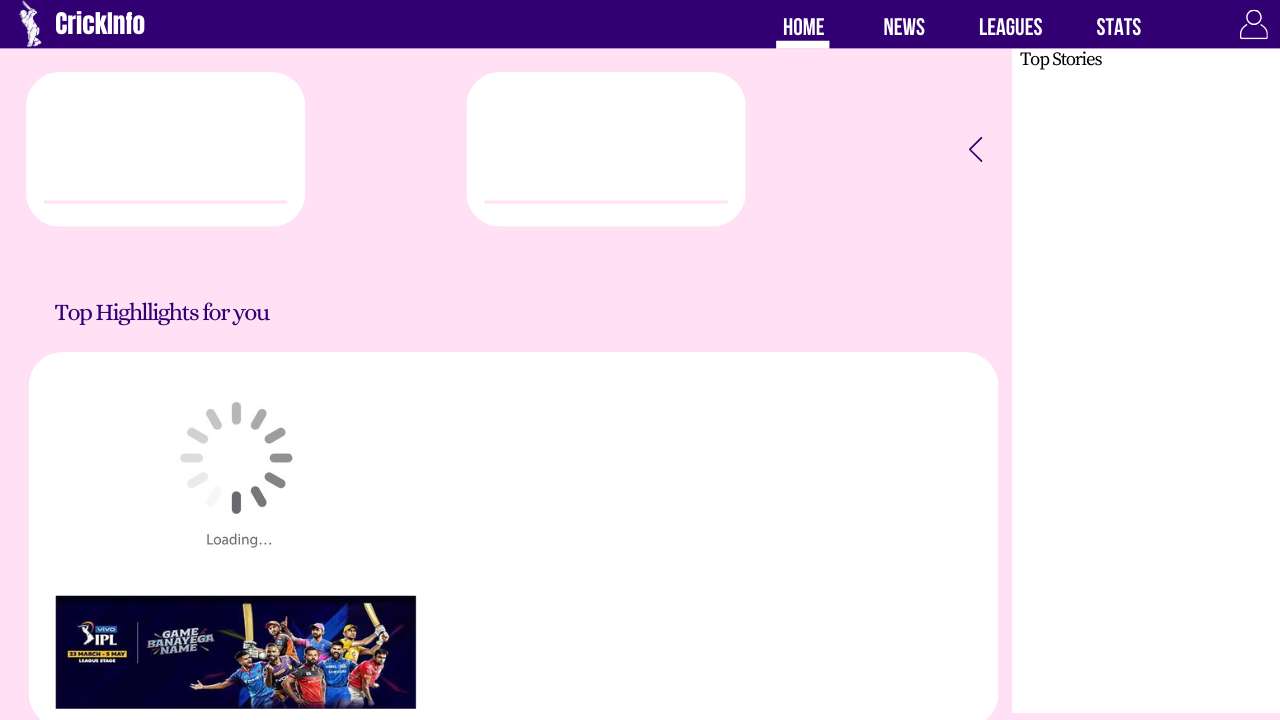 CrickInfo
HOME NEWS LEAGUES STATS
Top Stories
Top Highllights for you
Loading...
VIVO
IPL
23 MARCH - 5 MAY
LEAGUE STAGE
GAME
BANAYEGA
NAME